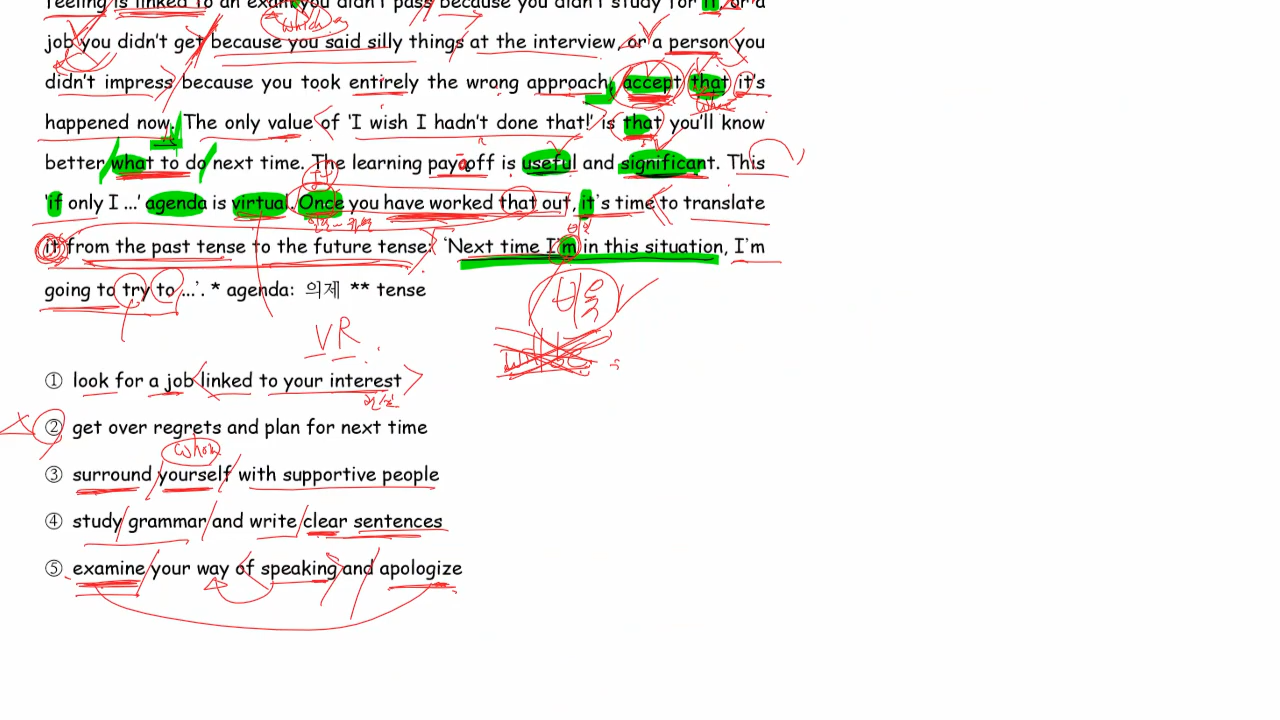 feeling is linked to an exam you didn't pass because you didn't study for it, or a
which
job you didn't get because you said silly things at the interview, or a person you
didn't impress because you took entirely the wrong approach, accept that it's
happened now. The only value of 'I wish I hadn't done that!' is that you'll know
better what to do next time. The learning payoff is useful and significant. This
'if only I ...' agenda is virtual. Once you have worked that out, it's time to translate
it from the past tense to the future tense: 'Next time I'm in this situation, I'm
going to try to ...'. * agenda: 의제 ** tense
VR
① look for a job linked to your interest
② get over regrets and plan for next time
whom
③ surround yourself with supportive people
④ study grammar and write clear sentences
⑤ examine your way of speaking and apologize